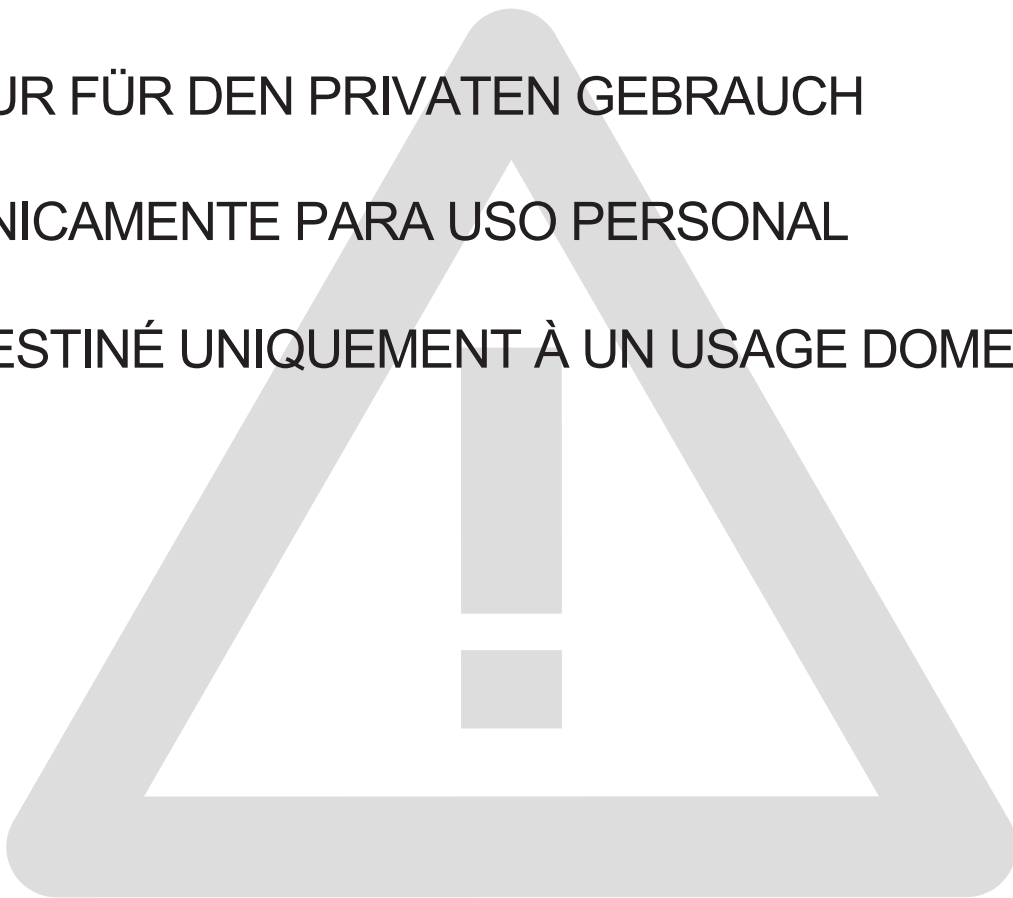 UR FÜR DEN PRIVATEN GEBRAUCH
NICAMENTE PARA USO PERSONAL
ESTINÉ UNIQUEMENT À UN USAGE DOME